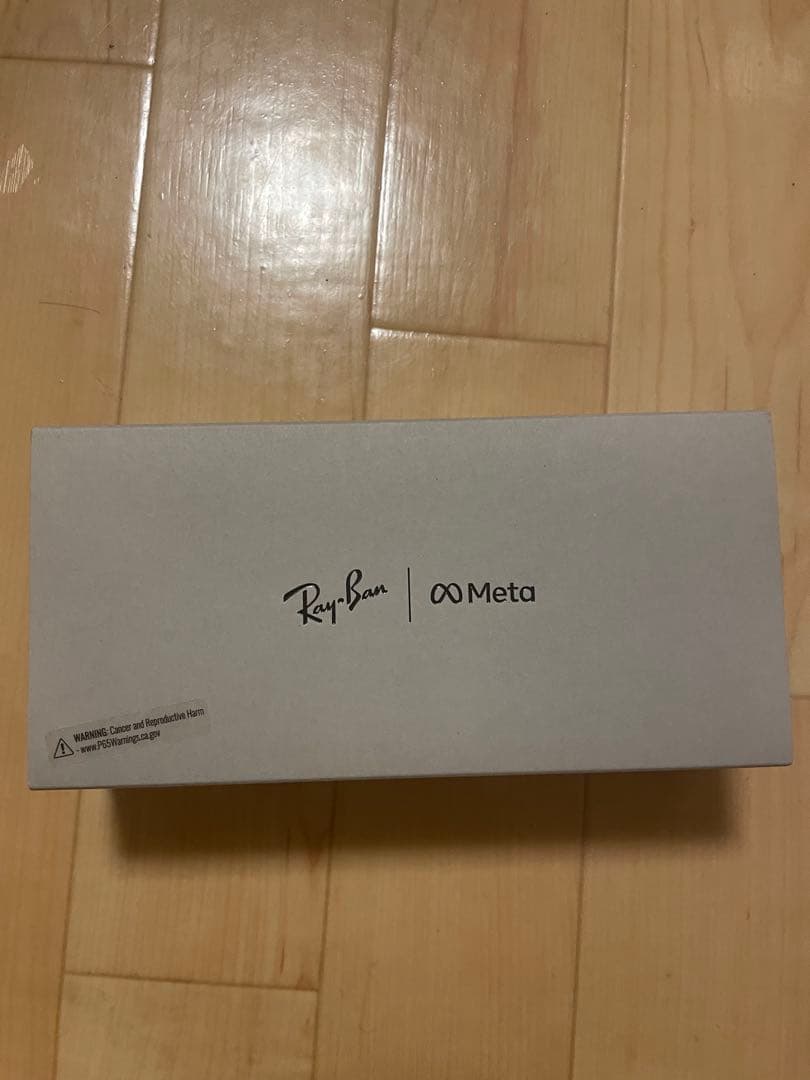 Ray-Ban | Meta
WARNING: Cancer and Reproductive Harm
- www.P65Warnings.ca.gov